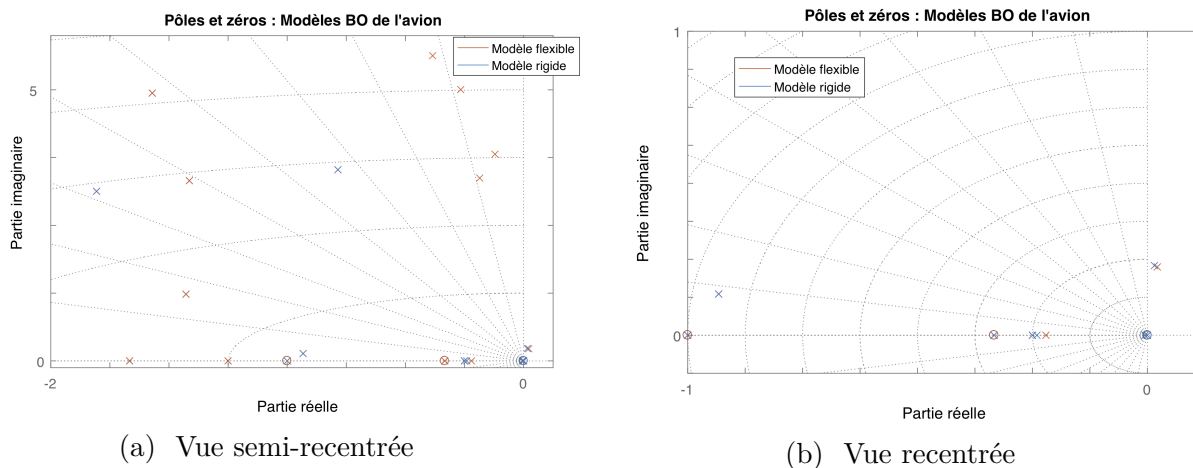 Pôles et zéros : Modèles BO de l'avion
Modèle flexible
Modèle rigide
5
0
Partie imaginaire
-2
0
Partie réelle
(a) Vue semi-recentrée
Pôles et zéros : Modèles BO de l'avion
1
Modèle flexible
Modèle rigide
Partie imaginaire
0
-1
0
Partie réelle
(b) Vue recentrée